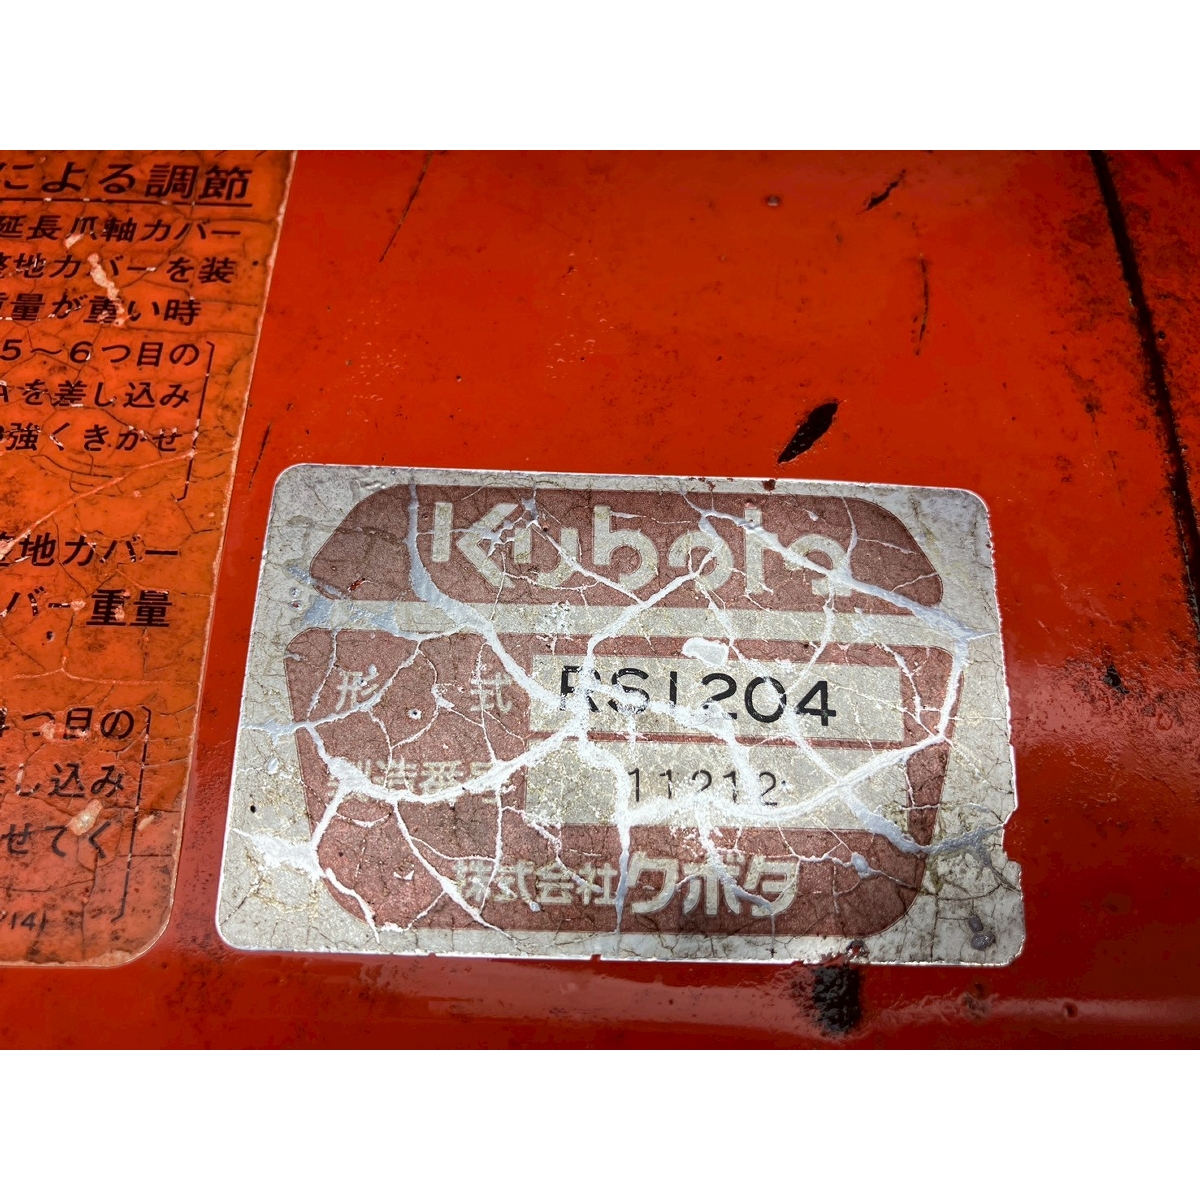 による調節
延長爪軸カバー
地カバーを装
重量が重い時
5〜6つ目の
Aを差し込み
強くきかせ
地カバー
バー重量
つ目の
し込み
せてく
Kubota
形式 RS1204
製造番号 11212
株式会社クボタ